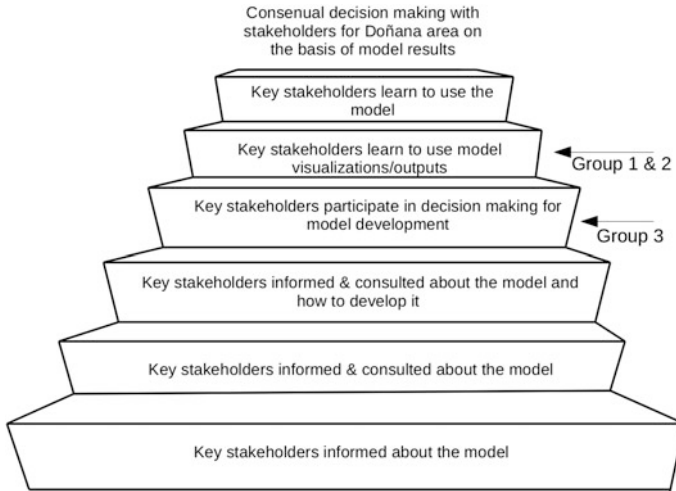 Consenual decision making with
stakeholders for Doñana area on
the basis of model results
Key stakeholders learn to use the
model
Key stakeholders learn to use model
visualizations/outputs
Group 1 & 2
Key stakeholders participate in decision making for
model development
Group 3
Key stakeholders informed & consulted about the model and
how to develop it
Key stakeholders informed & consulted about the model
Key stakeholders informed about the model